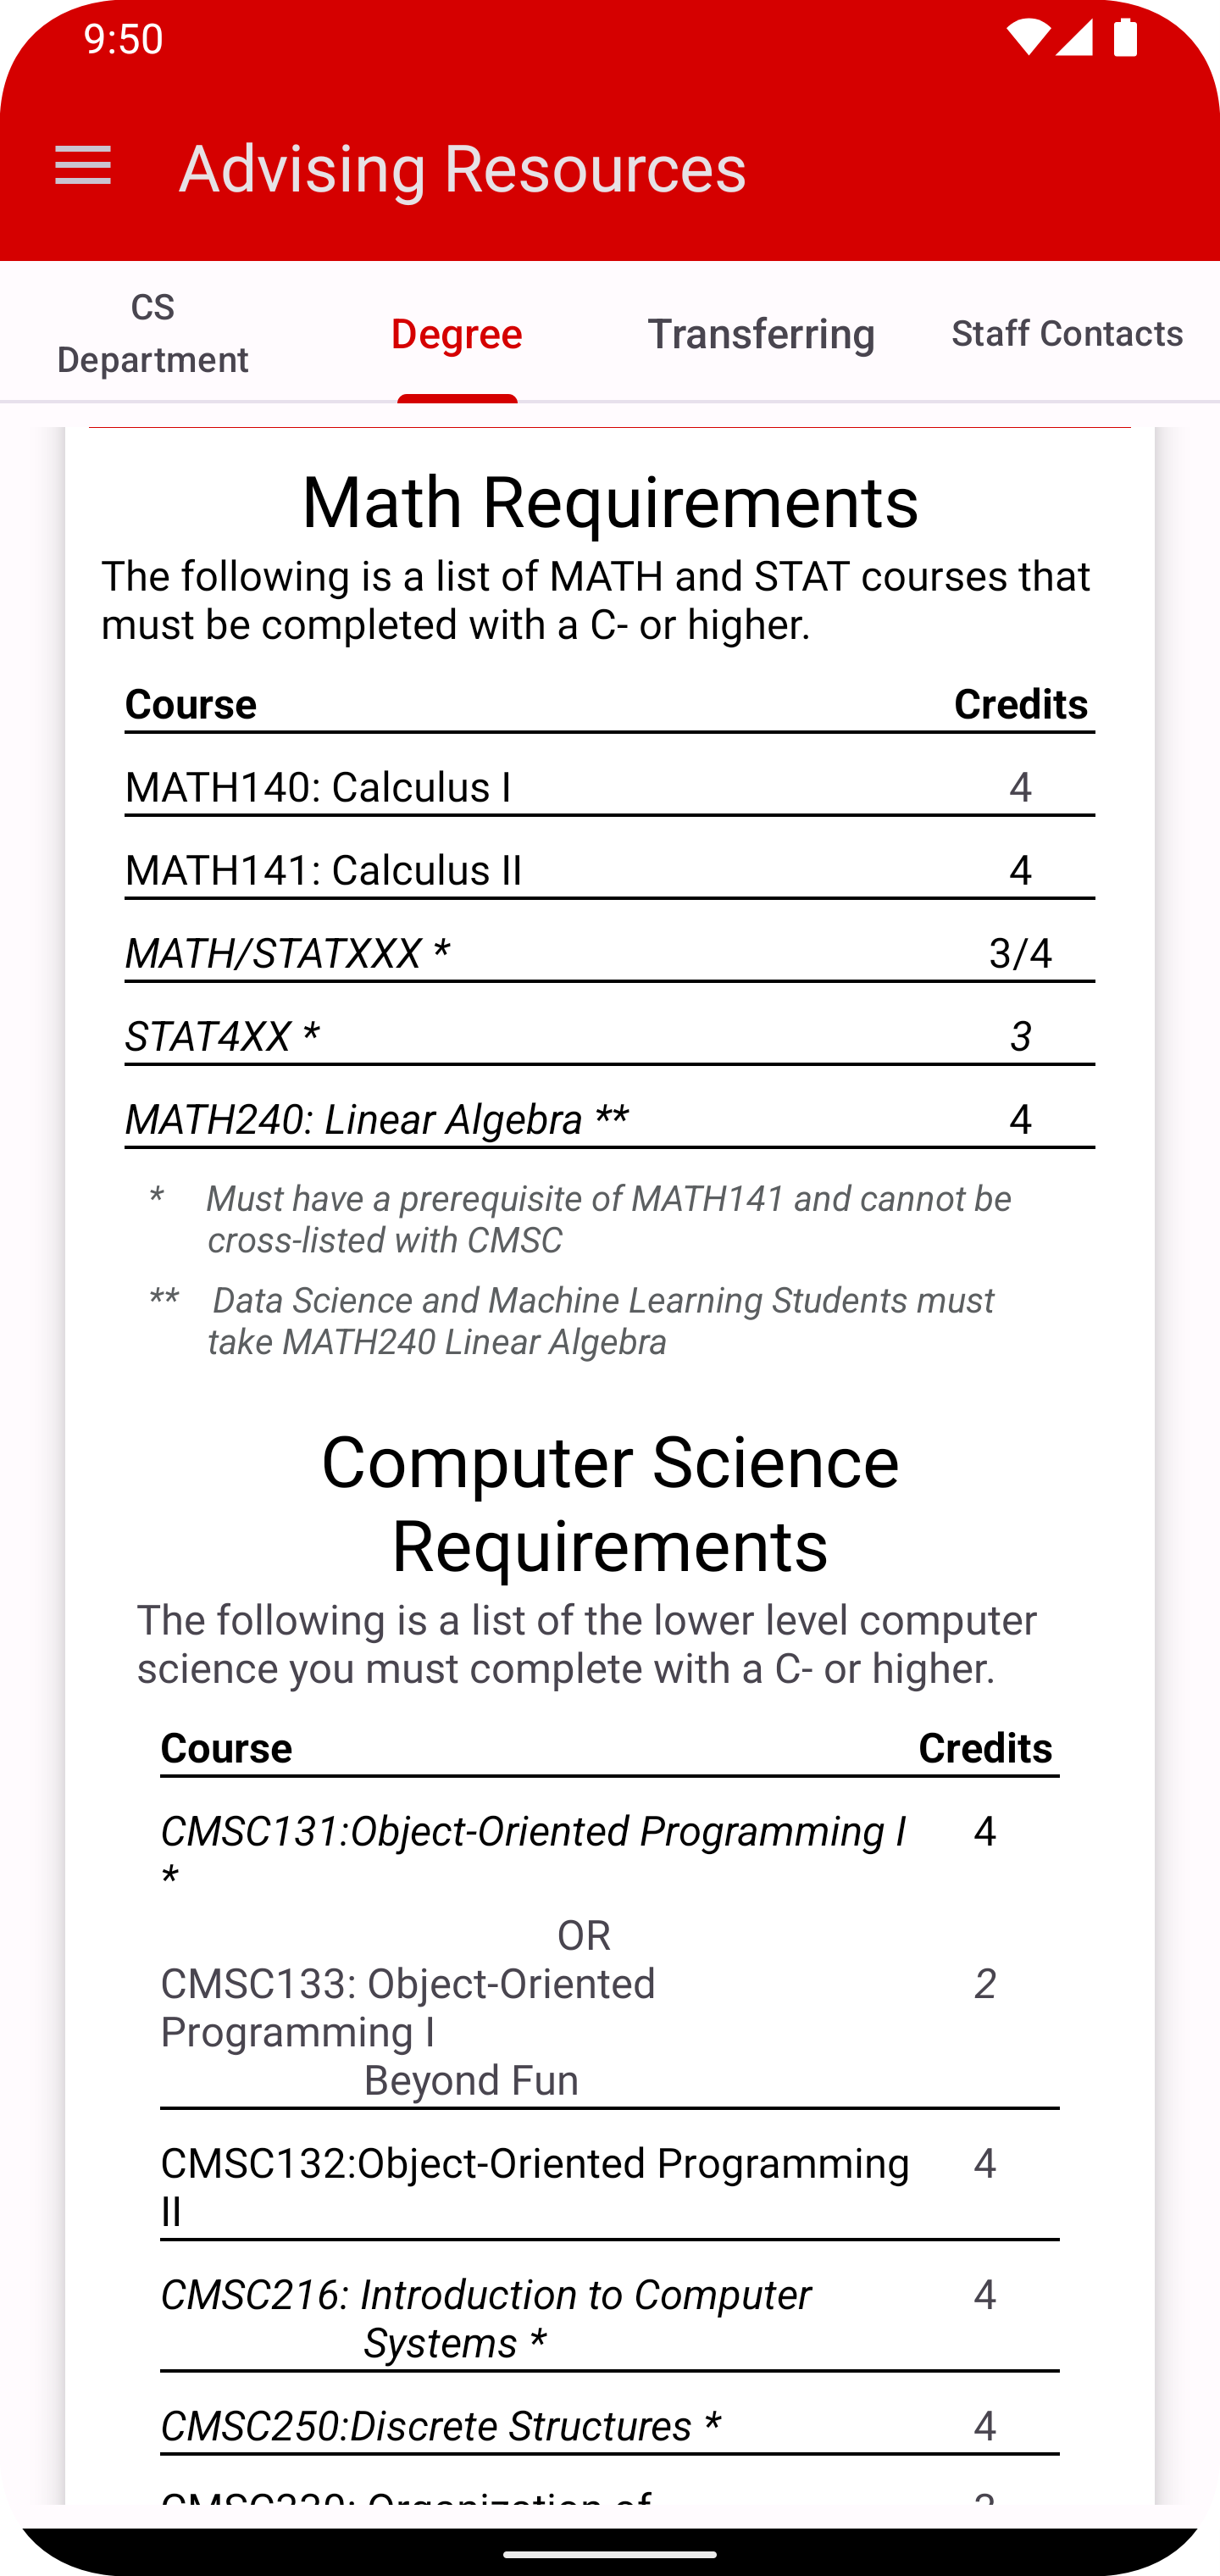 9:50
Advising Resources
CS
Department
Degree
Transferring
Staff Contacts
Math Requirements
The following is a list of MATH and STAT courses that
must be completed with a C- or higher.
Course Credits
MATH140: Calculus I 4
MATH141: Calculus II 4
MATH/STATXXX * 3/4
STAT4XX * 3
MATH240: Linear Algebra ** 4
* Must have a prerequisite of MATH141 and cannot be
cross-listed with CMSC
** Data Science and Machine Learning Students must
take MATH240 Linear Algebra
Computer Science
Requirements
The following is a list of the lower level computer
science you must complete with a C- or higher.
Course Credits
CMSC131:Object-Oriented Programming I 4
*
OR
CMSC133: Object-Oriented 2
Programming I
Beyond Fun
CMSC132:Object-Oriented Programming 4
II
CMSC216: Introduction to Computer 4
Systems *
CMSC250:Discrete Structures * 4
Organization of